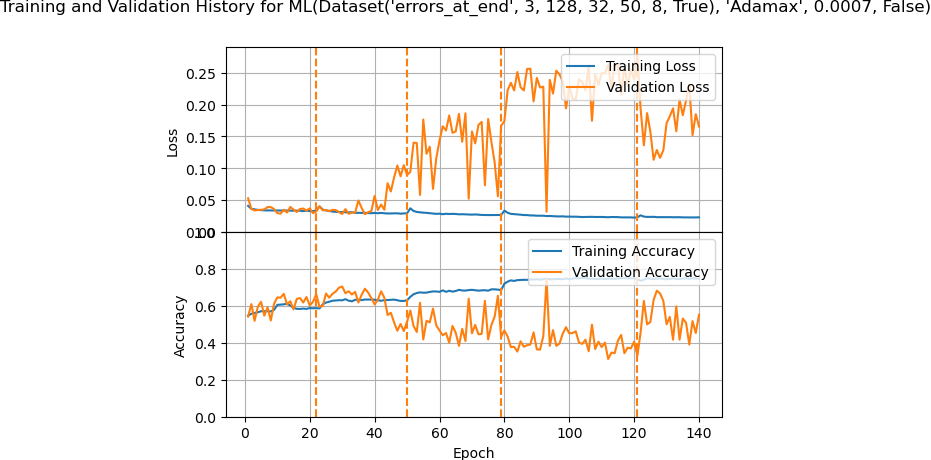 Training and Validation History for ML(Dataset('errors_at_end', 3, 128, 32, 50, 8, True), 'Adamax', 0.0007, False)
Training Loss
Validation Loss
0.25
0.20
0.15
0.10
0.05
0.00
Loss
Training Accuracy
Validation Accuracy
1.0
0.8
0.6
0.4
0.2
0.0
Accuracy
0 20 40 60 80 100 120 140
Epoch